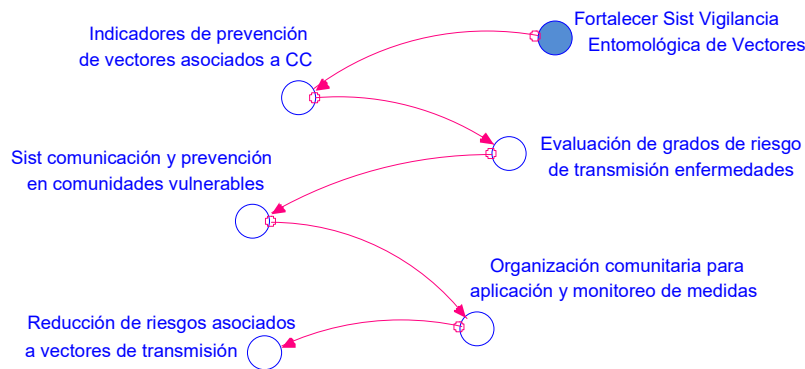 Fortalecer Sist Vigilancia
Entomológica de Vectores
Indicadores de prevención
de vectores asociados a CC
Evaluación de grados de riesgo
de transmisión enfermedades
Sist comunicación y prevención
en comunidades vulnerables
Organización comunitaria para
aplicación y monitoreo de medidas
Reducción de riesgos asociados
a vectores de transmisión